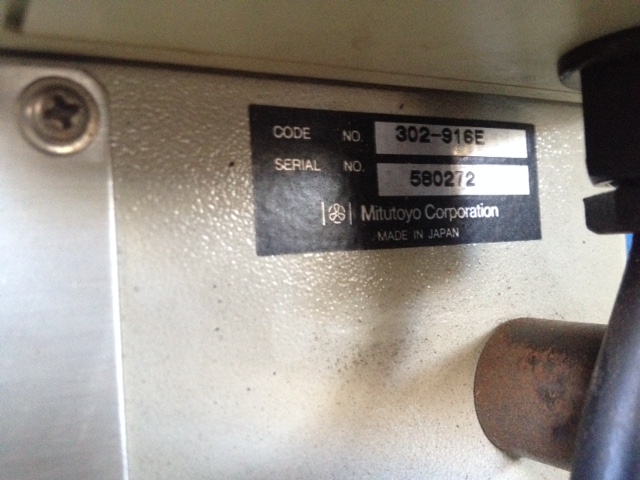 CODE NO. 302-916E
SERIAL NO. 580272
Mitutoyo Corporation
MADE IN JAPAN